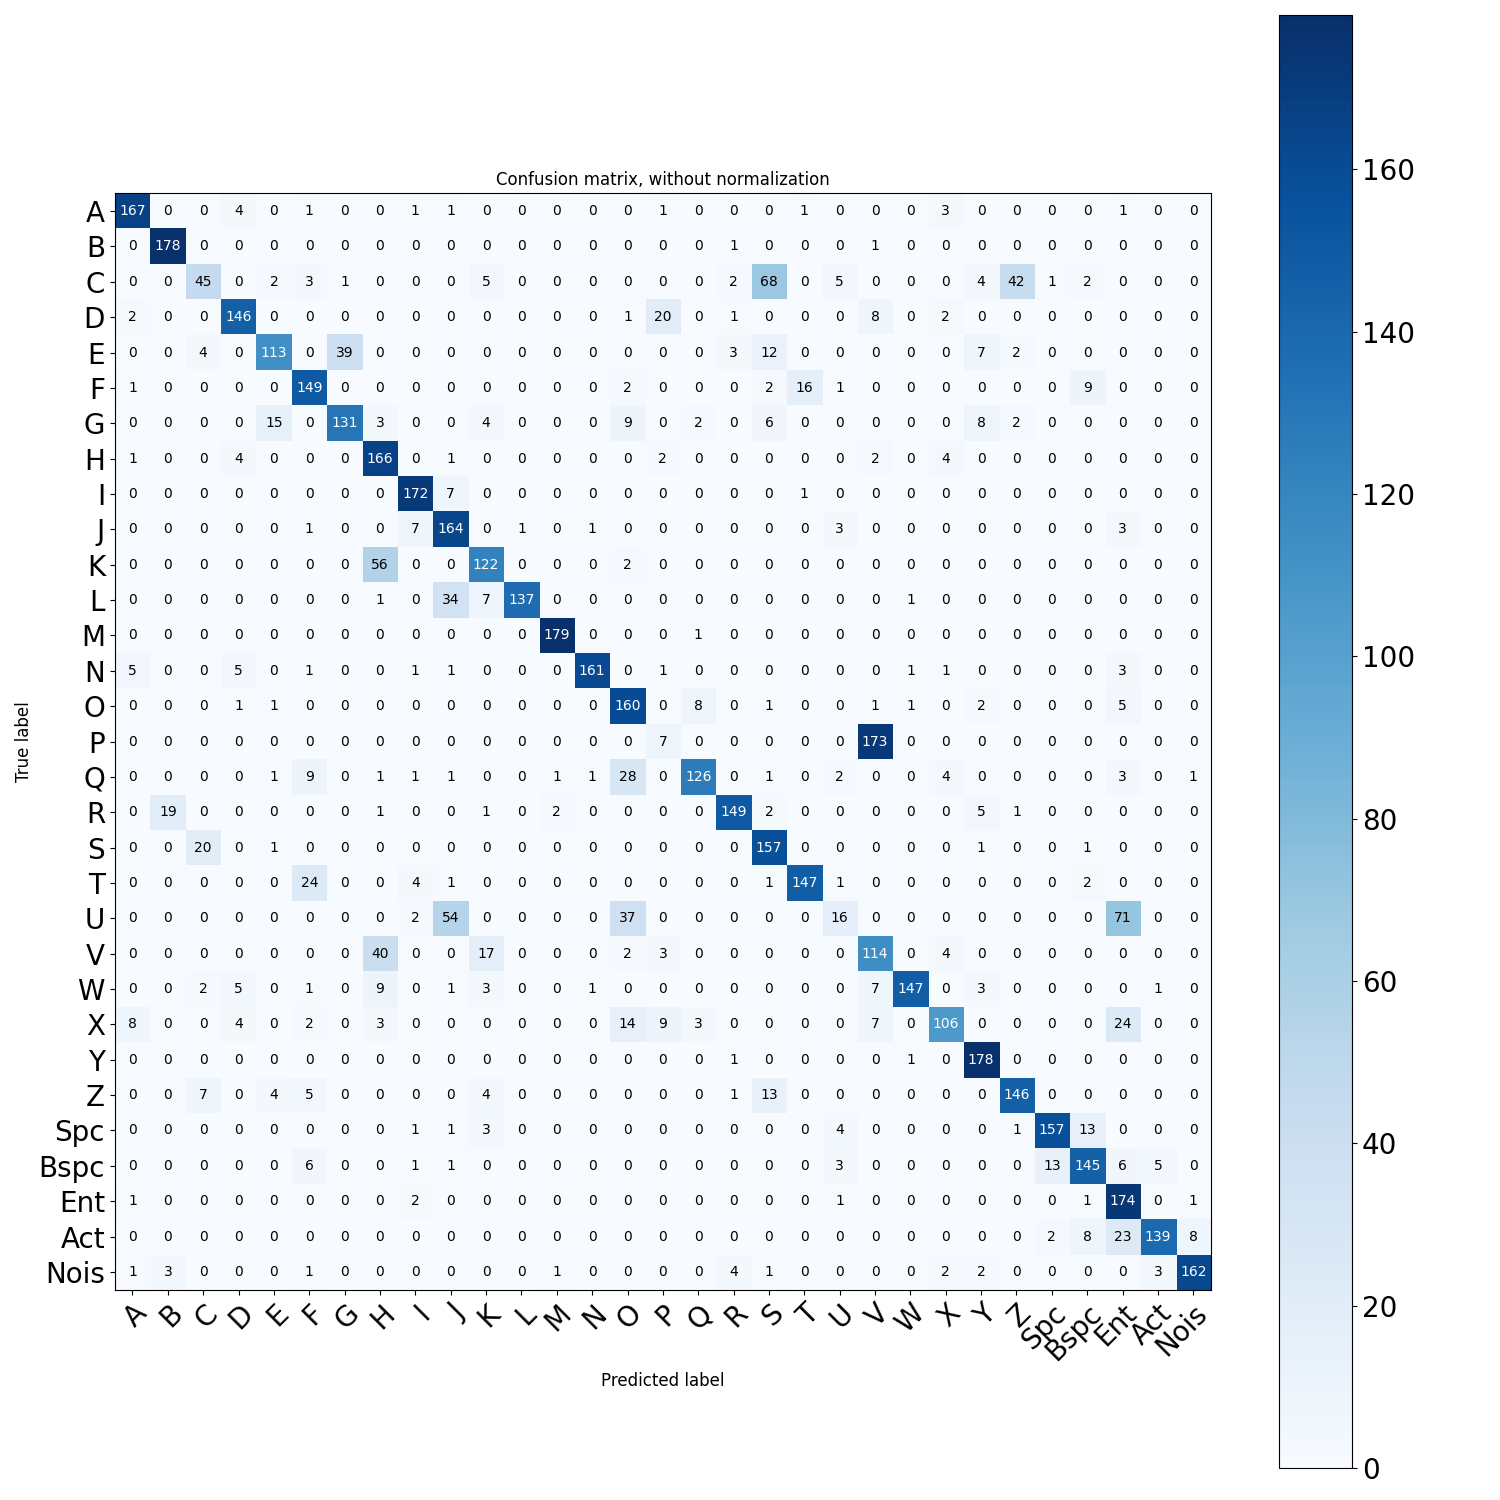 Confusion matrix, without normalization
A 167 0 0 4 0 1 0 0 1 1 0 0 0 0 0 1 0 0 0 1 0 0 0 3 0 0 0 0 1 0 0
B 0 178 0 0 0 0 0 0 0 0 0 0 0 0 0 0 0 1 0 0 0 1 0 0 0 0 0 0 0 0 0
C 0 0 45 0 2 3 1 0 0 0 5 0 0 0 0 0 0 2 68 0 5 0 0 0 4 42 1 2 0 0 0
D 2 0 0 146 0 0 0 0 0 0 0 0 0 0 1 20 0 1 0 0 0 8 0 2 0 0 0 0 0 0 0
E 0 0 4 0 113 0 39 0 0 0 0 0 0 0 0 0 0 3 12 0 0 0 0 0 7 2 0 0 0 0 0
F 1 0 0 0 0 149 0 0 0 0 0 0 0 0 2 0 0 0 2 16 1 0 0 0 0 0 0 9 0 0 0
G 0 0 0 0 15 0 131 3 0 0 4 0 0 0 9 0 2 0 6 0 0 0 0 0 8 2 0 0 0 0 0
H 1 0 0 4 0 0 0 166 0 1 0 0 0 0 0 2 0 0 0 0 0 2 0 4 0 0 0 0 0 0 0
I 0 0 0 0 0 0 0 0 172 7 0 0 0 0 0 0 0 0 0 1 0 0 0 0 0 0 0 0 0 0 0
J 0 0 0 0 0 1 0 0 7 164 0 1 0 1 0 0 0 0 0 0 3 0 0 0 0 0 0 0 3 0 0
K 0 0 0 0 0 0 0 56 0 0 122 0 0 0 2 0 0 0 0 0 0 0 0 0 0 0 0 0 0 0 0
L 0 0 0 0 0 0 0 1 0 34 7 137 0 0 0 0 0 0 0 0 0 0 1 0 0 0 0 0 0 0 0
M 0 0 0 0 0 0 0 0 0 0 0 0 179 0 0 0 1 0 0 0 0 0 0 0 0 0 0 0 0 0 0
N 5 0 0 5 0 1 0 0 1 1 0 0 0 161 0 1 0 0 0 0 0 0 1 1 0 0 0 0 3 0 0
O 0 0 0 1 1 0 0 0 0 0 0 0 0 0 160 0 8 0 1 0 0 1 1 0 2 0 0 0 5 0 0
P 0 0 0 0 0 0 0 0 0 0 0 0 0 0 0 7 0 0 0 0 0 173 0 0 0 0 0 0 0 0 0
Q 0 0 0 0 1 9 0 1 1 1 0 0 1 1 28 0 126 0 1 0 2 0 0 4 0 0 0 0 3 0 1
R 0 19 0 0 0 0 0 1 0 0 1 0 2 0 0 0 0 149 2 0 0 0 0 0 5 1 0 0 0 0 0
S 0 0 20 0 1 0 0 0 0 0 0 0 0 0 0 0 0 0 157 0 0 0 0 0 1 0 0 1 0 0 0
T 0 0 0 0 0 24 0 0 4 1 0 0 0 0 0 0 0 0 1 147 1 0 0 0 0 0 0 2 0 0 0
U 0 0 0 0 0 0 0 0 2 54 0 0 0 0 37 0 0 0 0 0 16 0 0 0 0 0 0 0 71 0 0
V 0 0 0 0 0 0 0 40 0 0 17 0 0 0 2 3 0 0 0 0 0 114 0 4 0 0 0 0 0 0 0
W 0 0 2 5 0 1 0 9 0 1 3 0 0 1 0 0 0 0 0 0 0 7 147 0 3 0 0 0 0 1 0
X 8 0 0 4 0 2 0 3 0 0 0 0 0 0 14 9 3 0 0 0 0 7 0 106 0 0 0 0 24 0 0
Y 0 0 0 0 0 0 0 0 0 0 0 0 0 0 0 0 0 1 0 0 0 0 1 0 178 0 0 0 0 0 0
Z 0 0 7 0 4 5 0 0 0 0 4 0 0 0 0 0 0 1 13 0 0 0 0 0 0 146 0 0 0 0 0
Spc 0 0 0 0 0 0 0 0 1 1 3 0 0 0 0 0 0 0 0 0 4 0 0 0 0 1 157 13 0 0 0
Bspc 0 0 0 0 0 6 0 0 1 1 0 0 0 0 0 0 0 0 0 0 3 0 0 0 0 0 13 145 6 5 0
Ent 1 0 0 0 0 0 0 0 2 0 0 0 0 0 0 0 0 0 0 0 1 0 0 0 0 0 0 1 174 0 1
Act 0 0 0 0 0 0 0 0 0 0 0 0 0 0 0 0 0 0 0 0 0 0 0 0 0 0 2 8 23 139 8
Nois 1 3 0 0 0 1 0 0 0 0 0 0 1 0 0 0 0 4 1 0 0 0 0 2 2 0 0 0 0 3 162
A B C D E F G H I J K L M N O P Q R S T U V W X Y Z Spc Bspc Ent Act Nois
Predicted label
True label
160
140
120
100
80
60
40
20
0